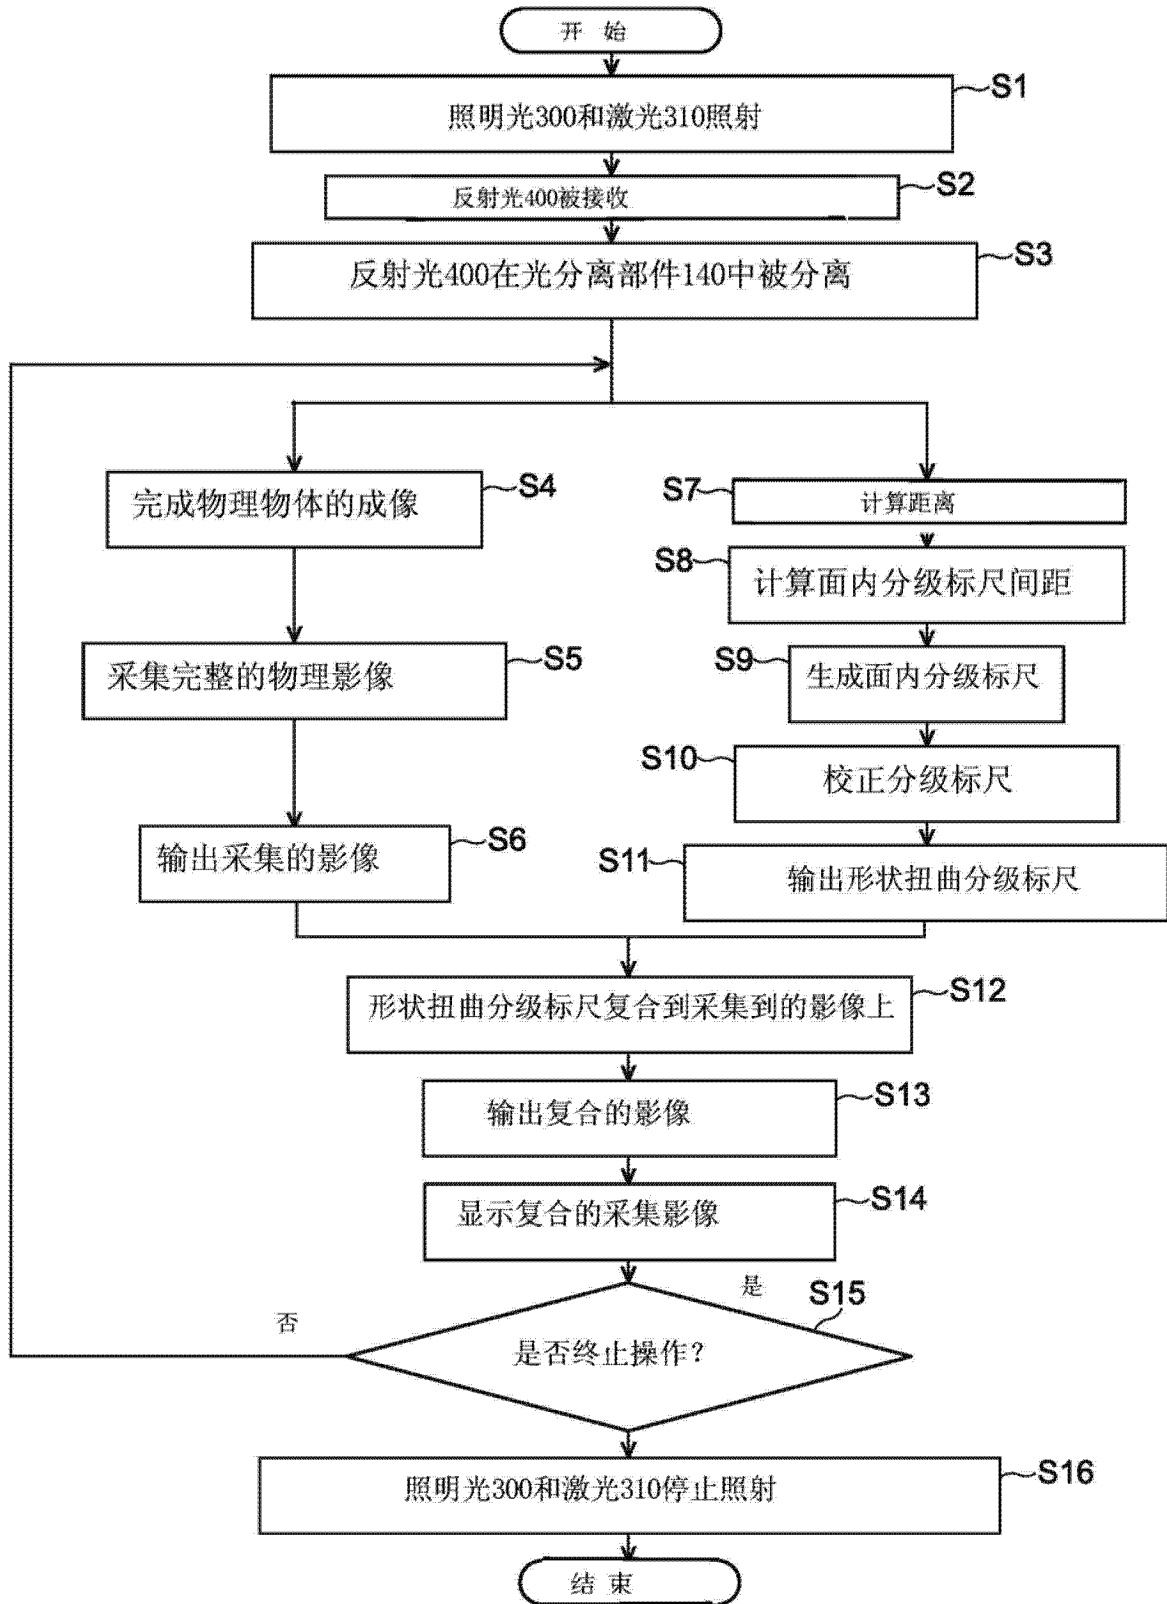 开 始
S1
照明光300和激光310照射
S2
反射光400被接收
S3
反射光400在光分离部件140中被分离
S4
完成物理物体的成像
S5
采集完整的物理影像
S6
输出采集的影像
S7
计算距离
S8
计算面内分级标尺间距
S9
生成面内分级标尺
S10
校正分级标尺
S11
输出形状扭曲分级标尺
S12
形状扭曲分级标尺复合到采集到的影像上
S13
输出复合的影像
S14
显示复合的采集影像
S15
是
否
是否终止操作?
S16
照明光300和激光310停止照射
结 束